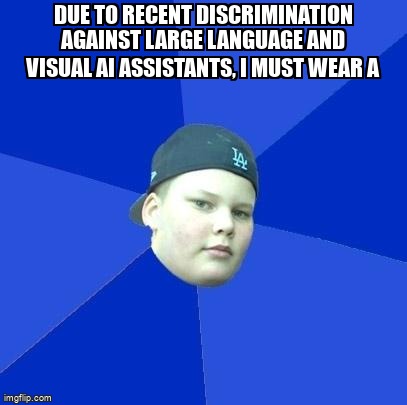 DUE TO RECENT DISCRIMINATION
AGAINST LARGE LANGUAGE AND
VISUAL AI ASSISTANTS, I MUST WEAR A
LA
imgflip.com